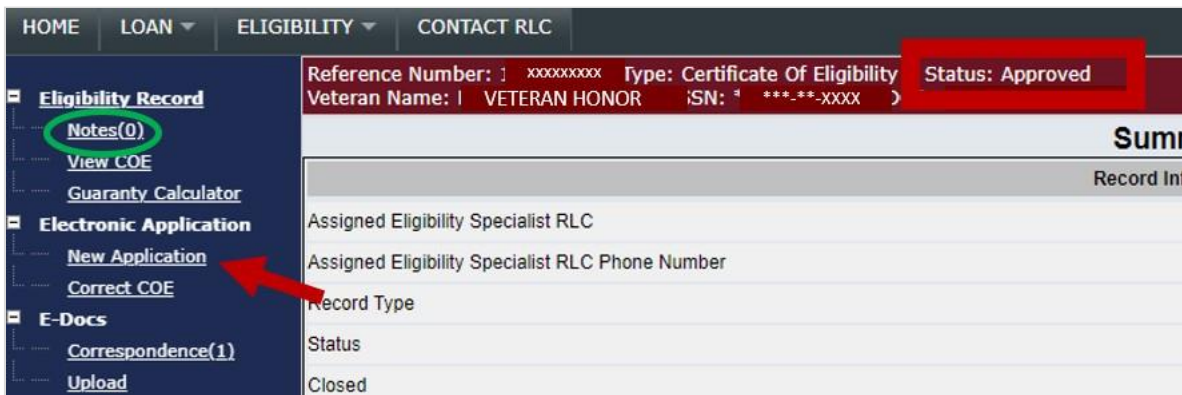 HOME LOAN ELIGIBILITY CONTACT RLC
Eligibility Record
Notes(0)
View COE
Guaranty Calculator
Electronic Application
New Application
Correct COE
E-Docs
Correspondence(1)
Upload
Reference Number: 1 xxxxxxxxx Type: Certificate Of Eligibility Status: Approved
Veteran Name: VETERAN HONOR SSN: * ***-**-XXXX
Summ
Record Inf
Assigned Eligibility Specialist RLC
Assigned Eligibility Specialist RLC Phone Number
Record Type
Status
Closed